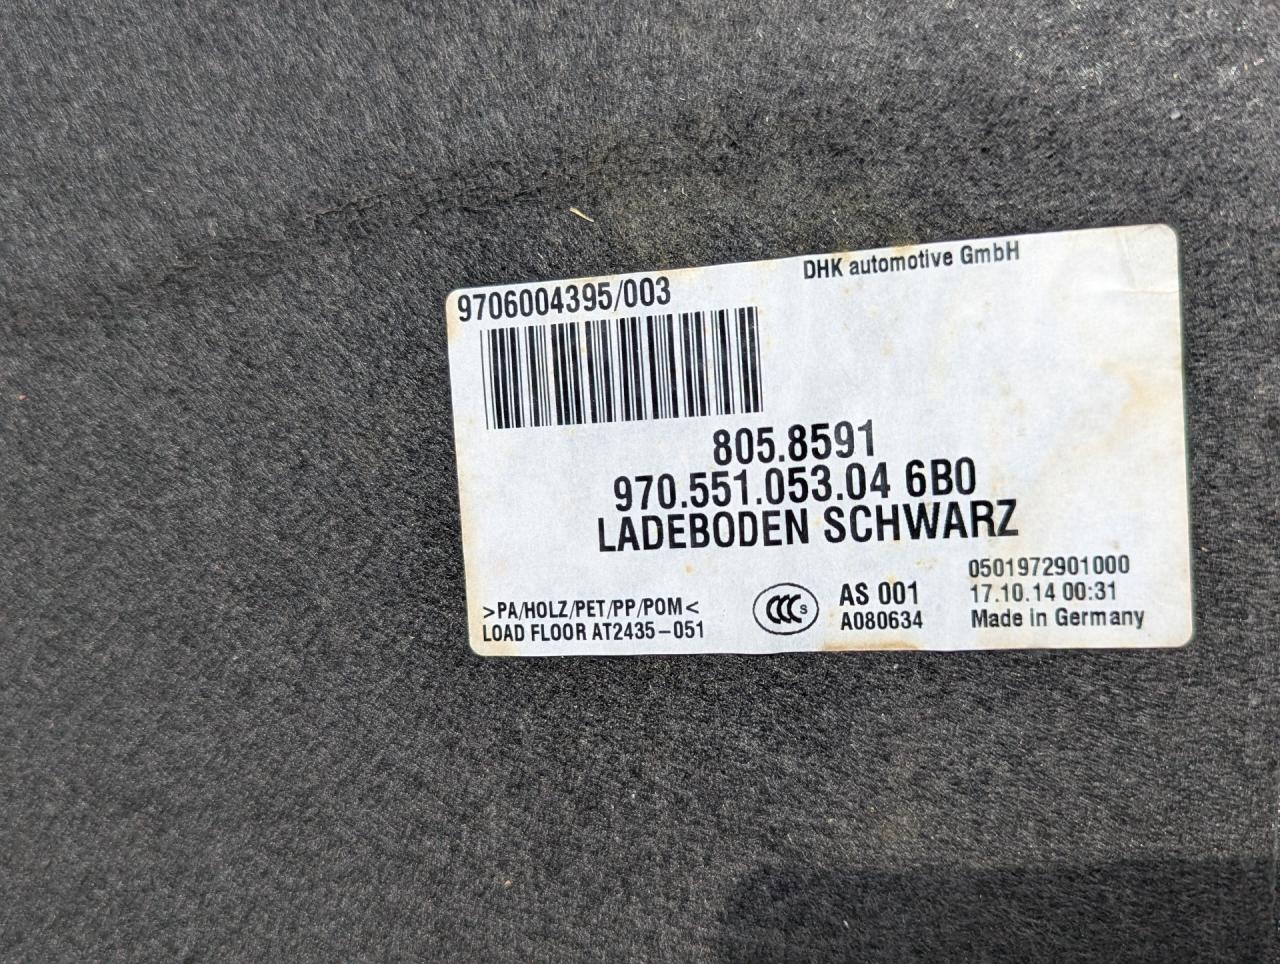 DHK automotive GmbH
9706004395/003
805.8591
970.551.053.04 6B0
LADEBODEN SCHWARZ
>PA/HOLZ/PET/PP/POM<
LOAD FLOOR AT2435-051
CCC S
AS 001
A080634
0501972901000
17.10.14 00:31
Made in Germany